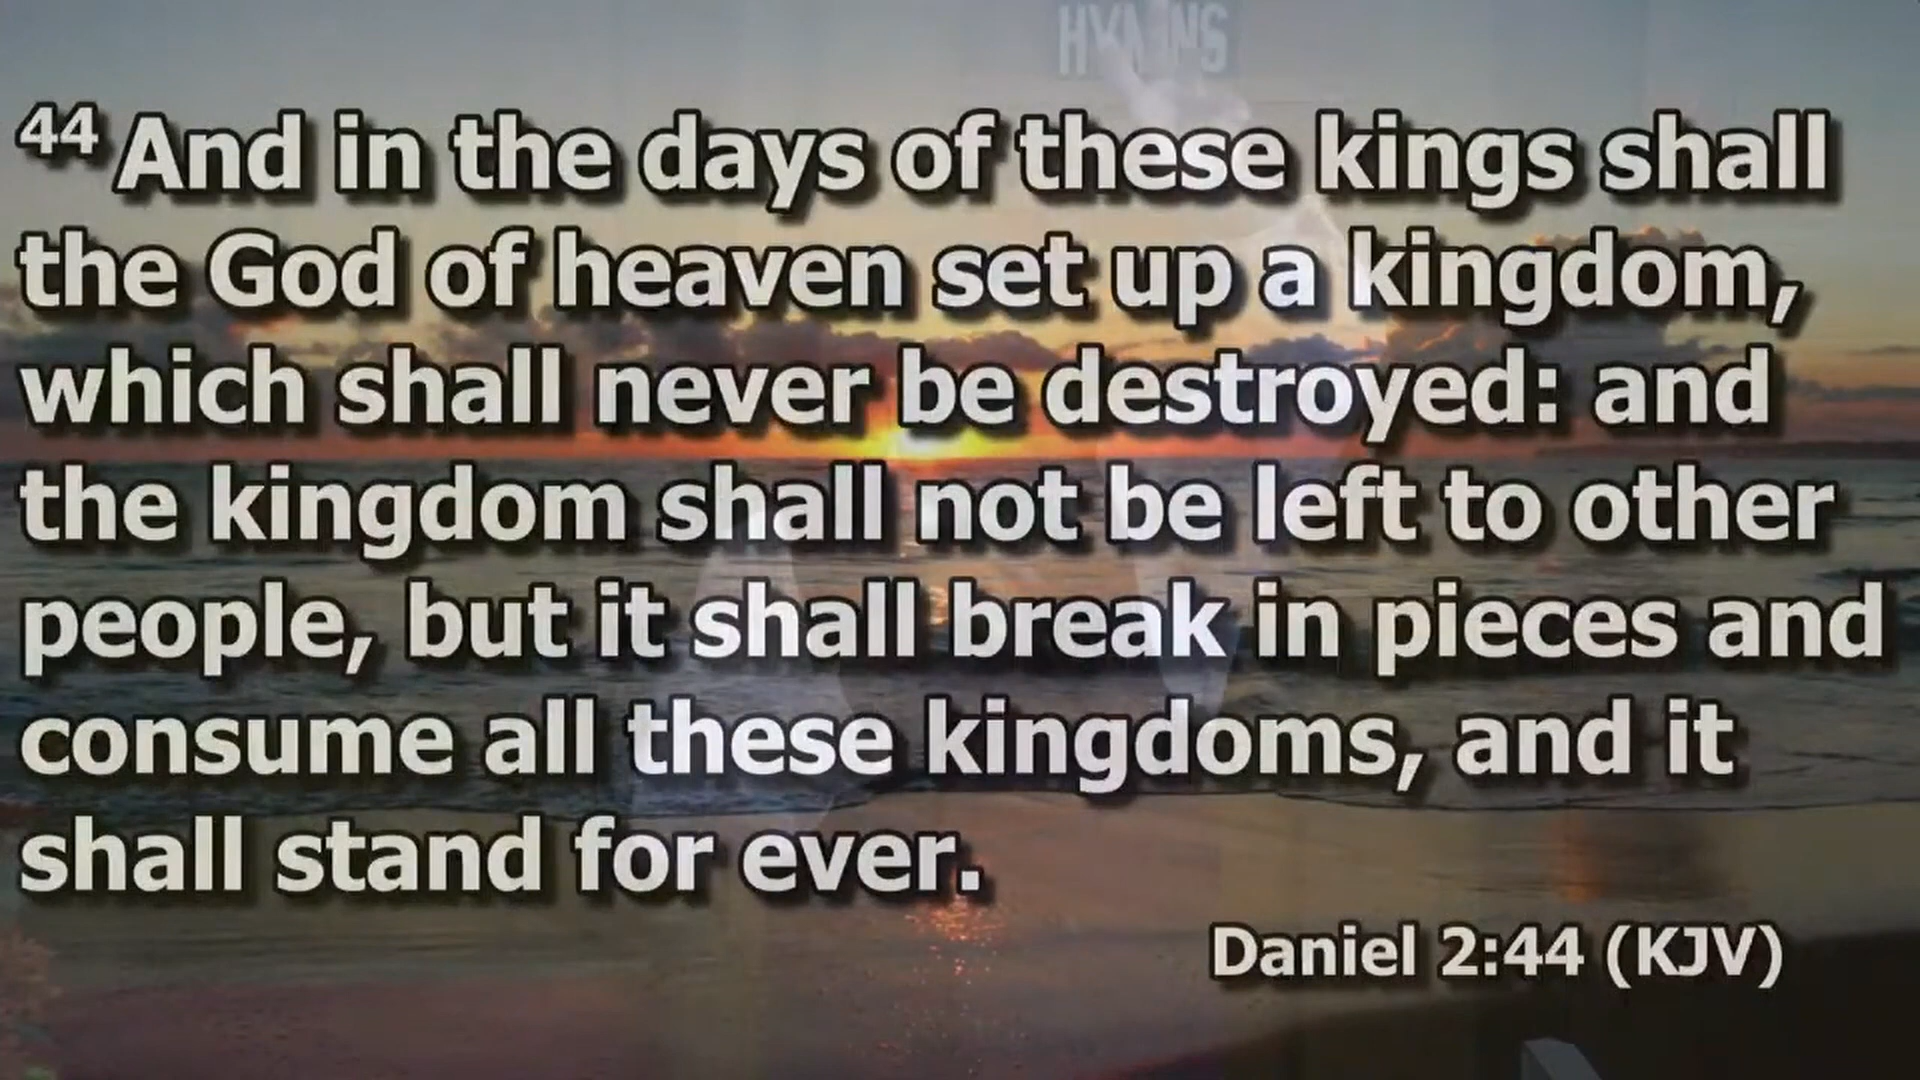 HYMNS
44 And in the days of these kings shall
the God of heaven set up a kingdom,
which shall never be destroyed: and
the kingdom shall not be left to other
people, but it shall break in pieces and
consume all these kingdoms, and it
shall stand for ever.
Daniel 2:44 (KJV)